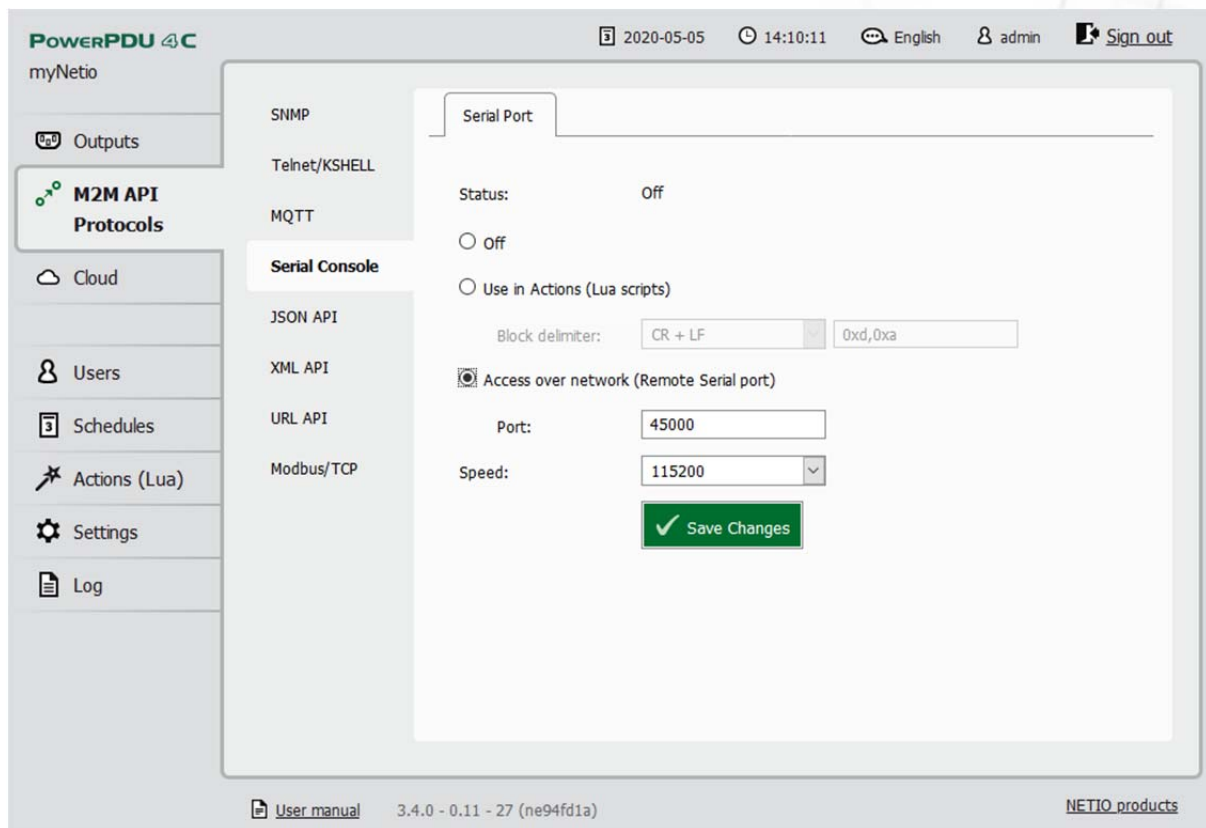 PowerPDU 4C
3 2020-05-05 14:10:11 English admin Sign out
myNetio
Outputs
M2M API
Protocols
Cloud
Users
3 Schedules
Actions (Lua)
Settings
Log
SNMP
Telnet/KSHELL
MQTT
Serial Console
JSON API
XML API
URL API
Modbus/TCP
Serial Port
Status: Off
Off
Use in Actions (Lua scripts)
Block delimiter: CR + LF 0xd,0xa
Access over network (Remote Serial port)
Port: 45000
Speed: 115200
Save Changes
User manual 3.4.0 - 0.11 - 27 (ne94fd1a) NETIO products